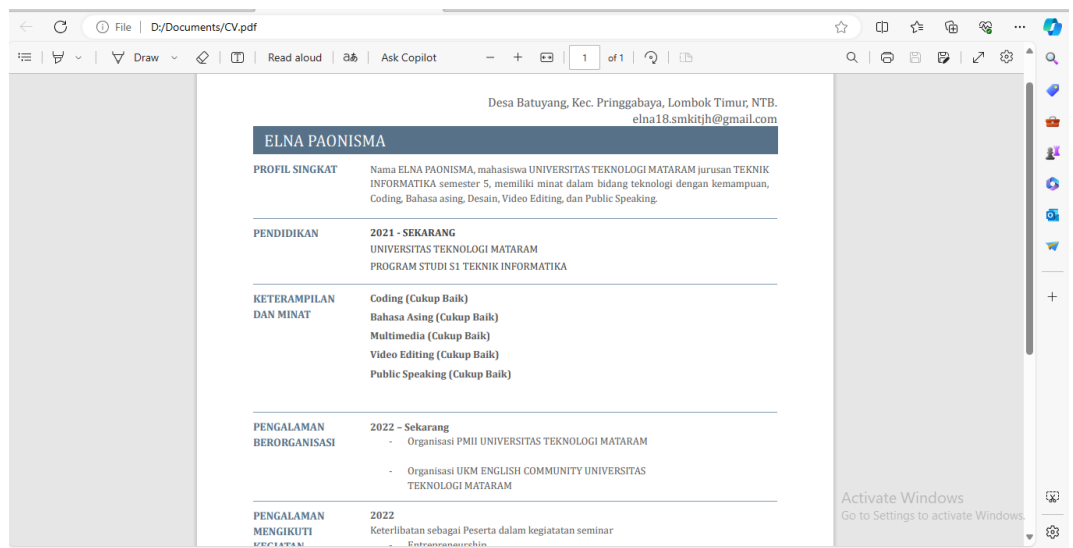 File D:/Documents/CV.pdf
Draw Read aloud Ask Copilot 1 of 1
Desa Batuyang, Kec. Pringgabaya, Lombok Timur, NTB.
elna18.smkitjh@gmail.com
ELNA PAONISMA
PROFIL SINGKAT
Nama ELNA PAONISMA, mahasiswa UNIVERSITAS TEKNOLOGI MATARAM jurusan TEKNIK
INFORMATIKA semester 5, memiliki minat dalam bidang teknologi dengan kemampuan,
Coding, Bahasa asing, Desain, Video Editing, dan Public Speaking.
PENDIDIKAN
2021 - SEKARANG
UNIVERSITAS TEKNOLOGI MATARAM
PROGRAM STUDI S1 TEKNIK INFORMATIKA
KETERAMPILAN
DAN MINAT
Coding (Cukup Baik)
Bahasa Asing (Cukup Baik)
Multimedia (Cukup Baik)
Video Editing (Cukup Baik)
Public Speaking (Cukup Baik)
PENGALAMAN
BERORGANISASI
2022 – Sekarang
- Organisasi PMII UNIVERSITAS TEKNOLOGI MATARAM
- Organisasi UKM ENGLISH COMMUNITY UNIVERSITAS
TEKNOLOGI MATARAM
PENGALAMAN
MENGIKUTI
KEGIATAN
2022
Keterlibatan sebagai Peserta dalam kegiatatan seminar
- Entrepreneurship
Activate Windows
Go to Settings to activate Windows.